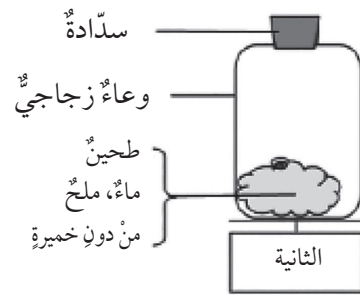 سدّادةٌ
وعاءٌ زجاجيٌّ
طحينٌ
ماءٌ، ملحٌ
منْ دونِ خميرةٍ
الثانية